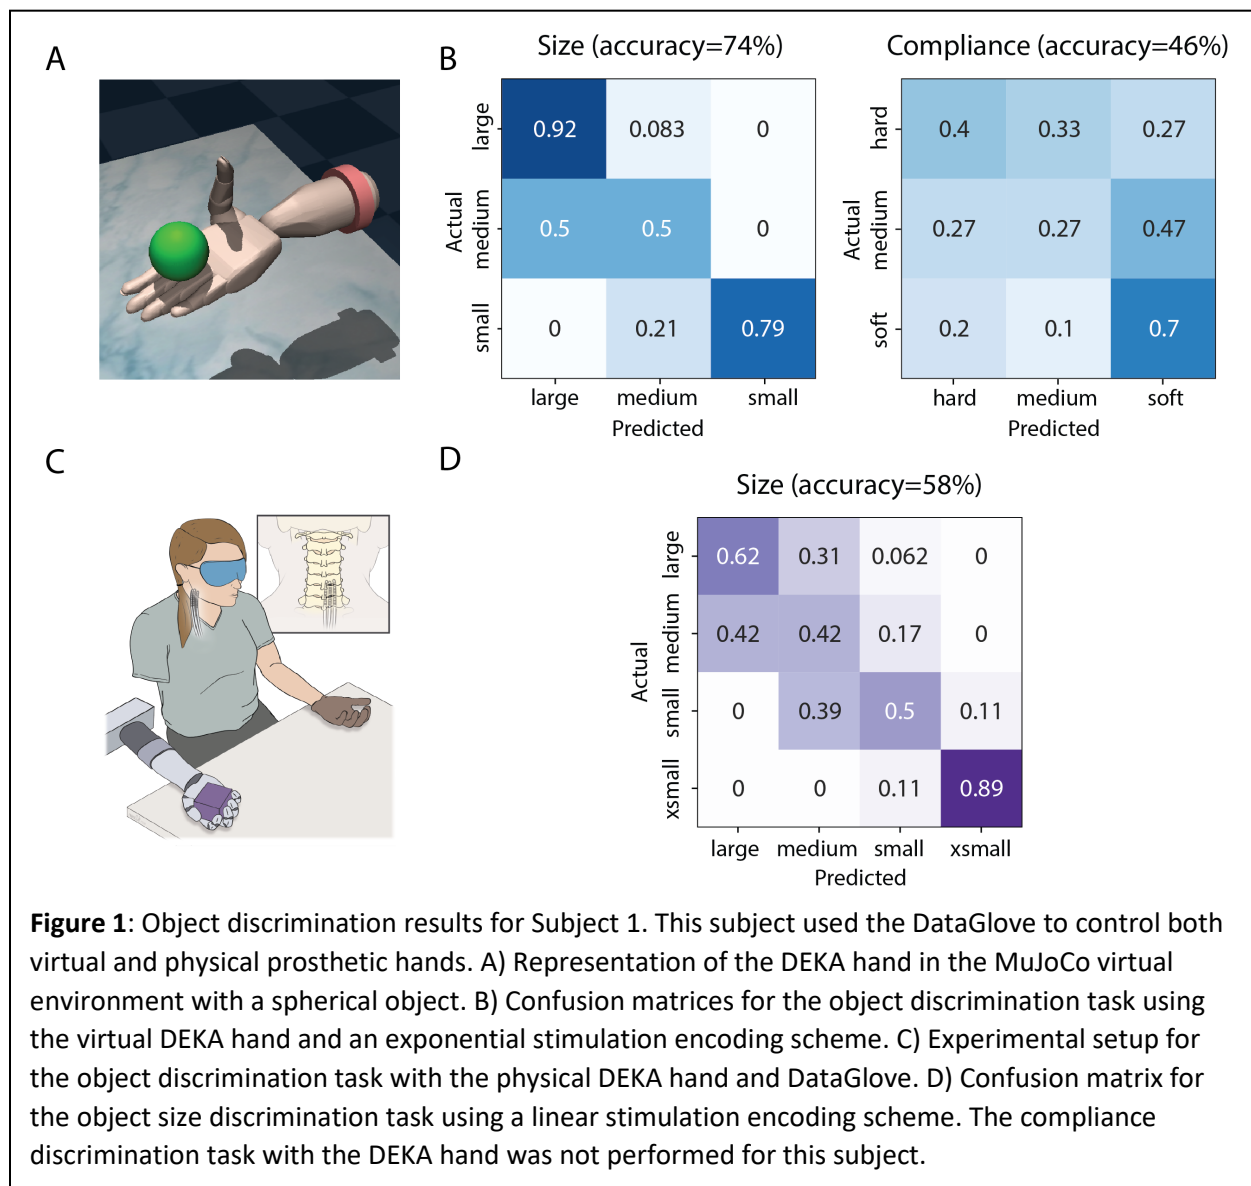 A
B
Size (accuracy=74%)
Actual
large
medium
small
0.92 0.083 0
0.5 0.5 0
0 0.21 0.79
large medium small
Predicted
Compliance (accuracy=46%)
Actual
hard
medium
soft
0.4 0.33 0.27
0.27 0.27 0.47
0.2 0.1 0.7
hard medium soft
Predicted
C
D
Size (accuracy=58%)
Actual
large
medium
small
xsmall
0.62 0.31 0.062 0
0.42 0.42 0.17 0
0 0.39 0.5 0.11
0 0 0.11 0.89
large medium small xsmall
Predicted
Figure 1: Object discrimination results for Subject 1. This subject used the DataGlove to control both
virtual and physical prosthetic hands. A) Representation of the DEKA hand in the MuJoCo virtual
environment with a spherical object. B) Confusion matrices for the object discrimination task using
the virtual DEKA hand and an exponential stimulation encoding scheme. C) Experimental setup for
the object discrimination task with the physical DEKA hand and DataGlove. D) Confusion matrix for
the object size discrimination task using a linear stimulation encoding scheme. The compliance
discrimination task with the DEKA hand was not performed for this subject.